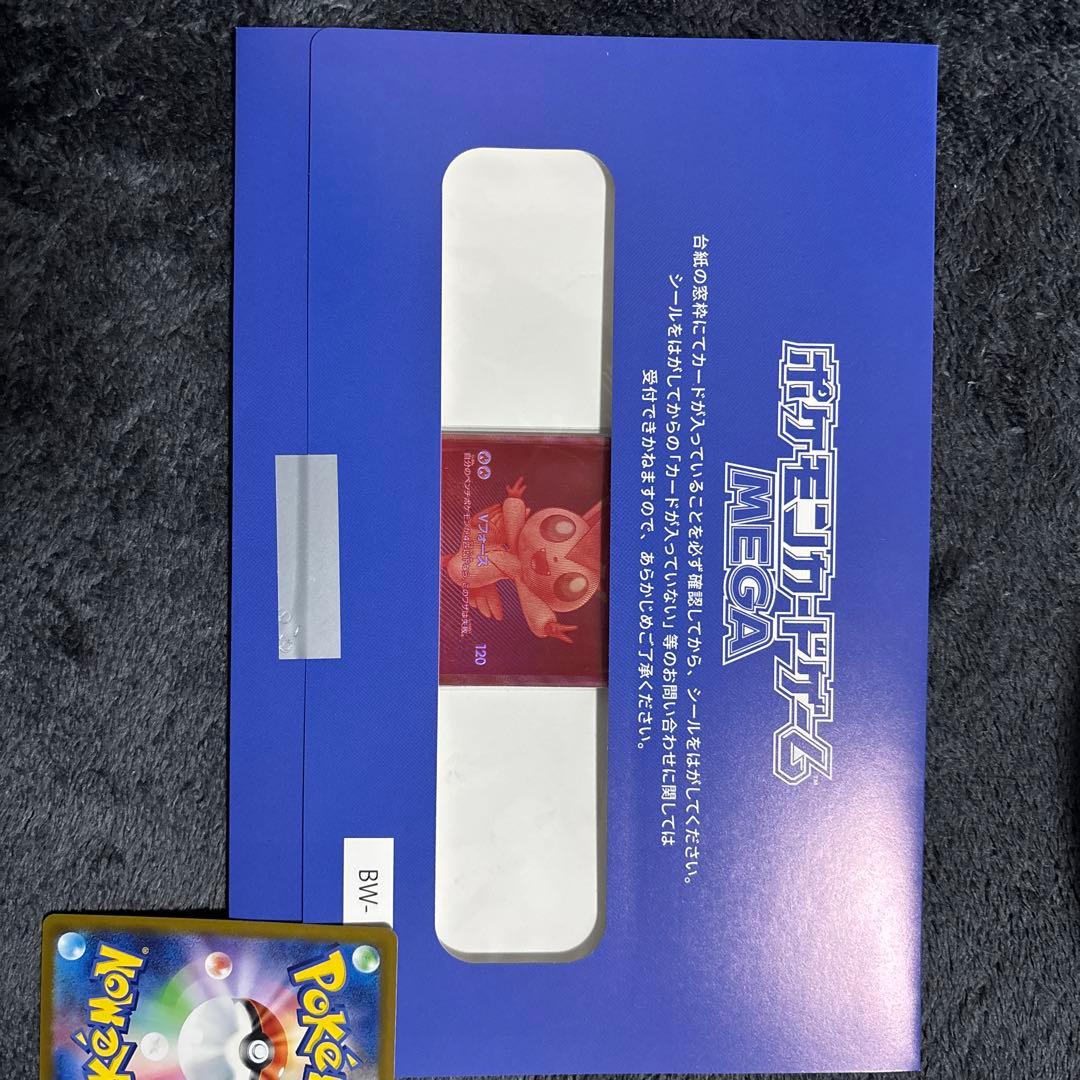 ポケモンカードゲーム
MEGA
台紙の窓枠にてカードが入っていることを必ず確認してから、シールをはがしてください。
シールをはがしてからの「カードが入っていない」等のお問い合わせに関しては
受付できかねますので、あらかじめご了承ください。
Vフォース 120
BW-
POKÉ
POKÉMON